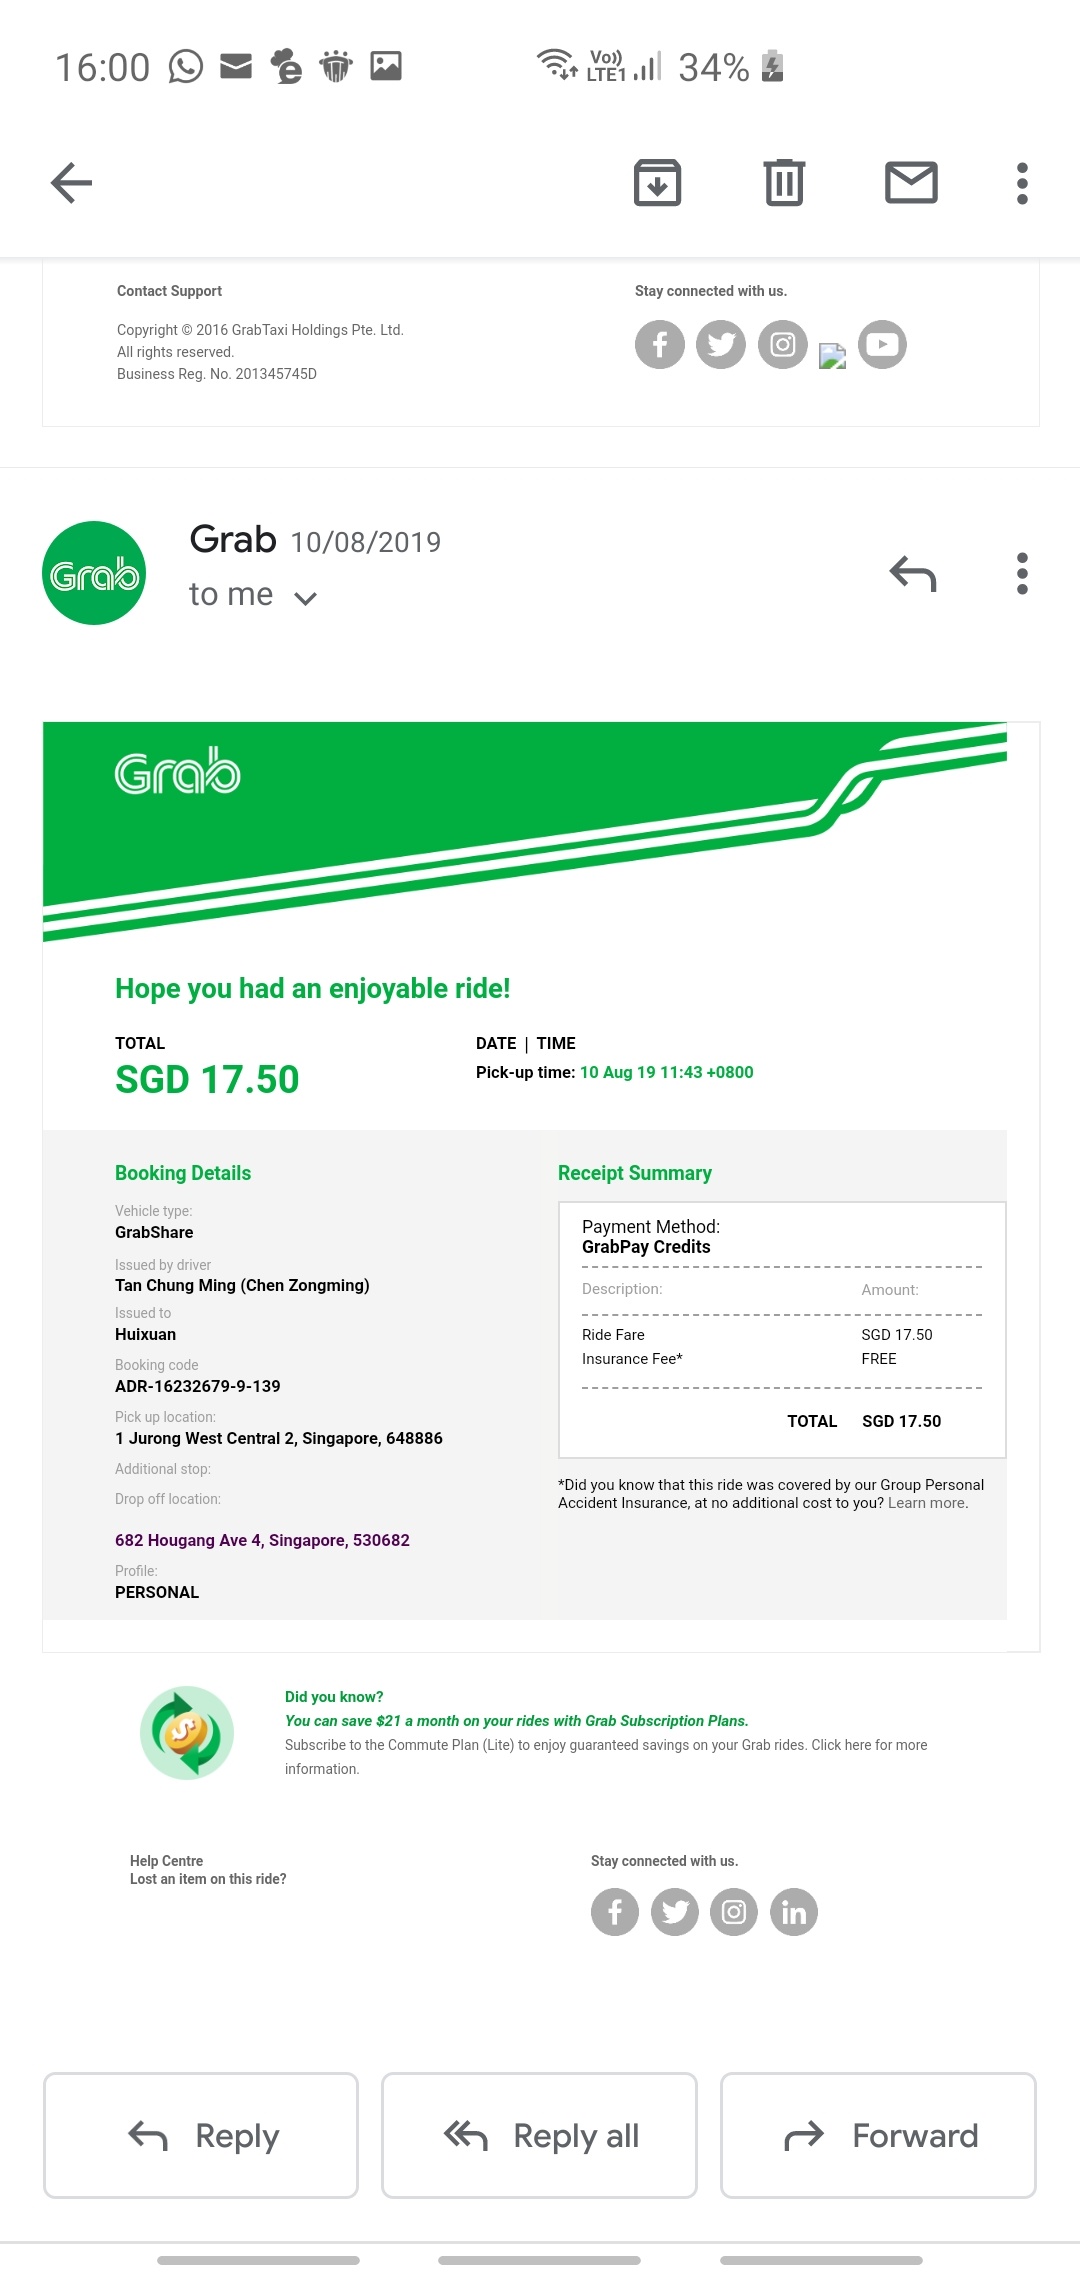 16:00 Vo)) LTE1 34%
Contact Support
Stay connected with us.
Copyright © 2016 GrabTaxi Holdings Pte. Ltd.
All rights reserved.
Business Reg. No. 201345745D
Grab
Grab 10/08/2019
to me
Grab
Hope you had an enjoyable ride!
TOTAL
SGD 17.50
DATE | TIME
Pick-up time: 10 Aug 19 11:43 +0800
Booking Details
Vehicle type:
GrabShare
Issued by driver
Tan Chung Ming (Chen Zongming)
Issued to
Huixuan
Booking code
ADR-16232679-9-139
Pick up location:
1 Jurong West Central 2, Singapore, 648886
Additional stop:
Drop off location:
682 Hougang Ave 4, Singapore, 530682
Profile:
PERSONAL
Receipt Summary
Payment Method:
GrabPay Credits
Description: Amount:
Ride Fare SGD 17.50
Insurance Fee* FREE
TOTAL SGD 17.50
*Did you know that this ride was covered by our Group Personal
Accident Insurance, at no additional cost to you? Learn more.
Did you know?
You can save $21 a month on your rides with Grab Subscription Plans.
Subscribe to the Commute Plan (Lite) to enjoy guaranteed savings on your Grab rides. Click here for more
information.
Help Centre
Lost an item on this ride?
Stay connected with us.
Reply
Reply all
Forward